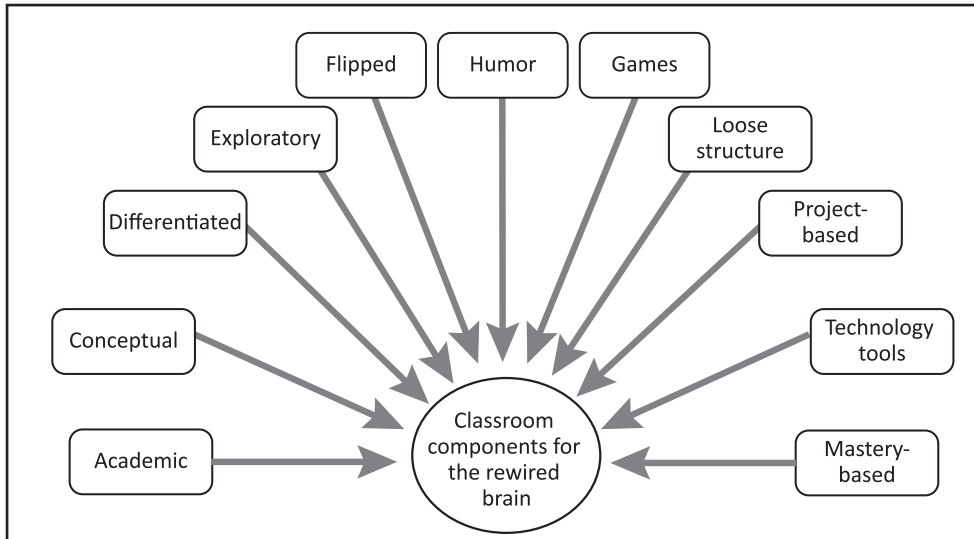 Flipped
Humor
Games
Exploratory
Loose
structure
Differentiated
Project-
based
Conceptual
Technology
tools
Academic
Mastery-
based
Classroom
components for
the rewired
brain